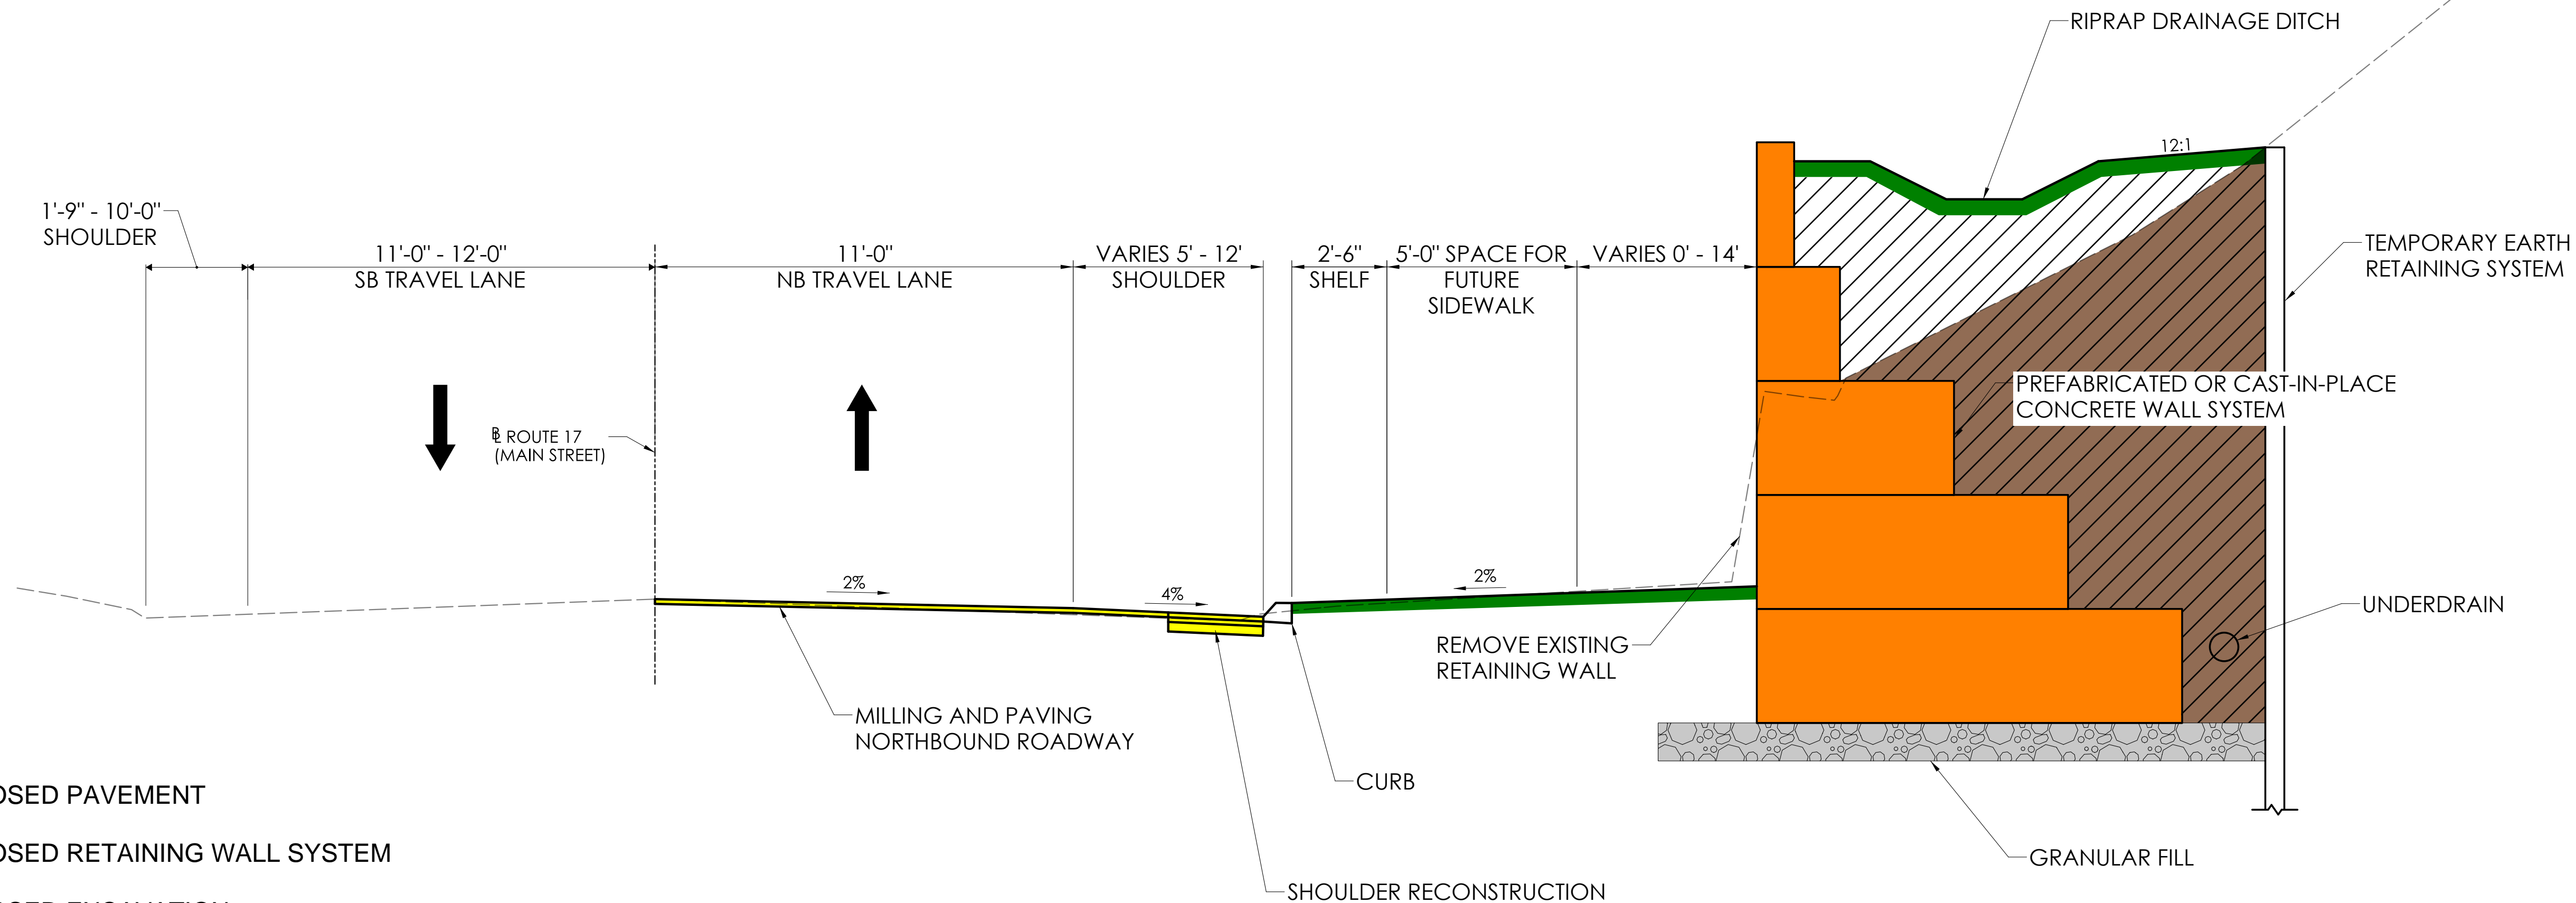 RIPRAP DRAINAGE DITCH
12:1
1'-9" - 10'-0"
SHOULDER
11'-0" - 12'-0"
SB TRAVEL LANE
11'-0"
NB TRAVEL LANE
VARIES 5' - 12'
SHOULDER
2'-6"
SHELF
5'-0" SPACE FOR
FUTURE
SIDEWALK
VARIES 0' - 14'
TEMPORARY EARTH
RETAINING SYSTEM
PREFABRICATED OR CAST-IN-PLACE
CONCRETE WALL SYSTEM
BL ROUTE 17
(MAIN STREET)
2%
4%
2%
UNDERDRAIN
REMOVE EXISTING
RETAINING WALL
MILLING AND PAVING
NORTHBOUND ROADWAY
CURB
OSED PAVEMENT
OSED RETAINING WALL SYSTEM
GRANULAR FILL
SHOULDER RECONSTRUCTION